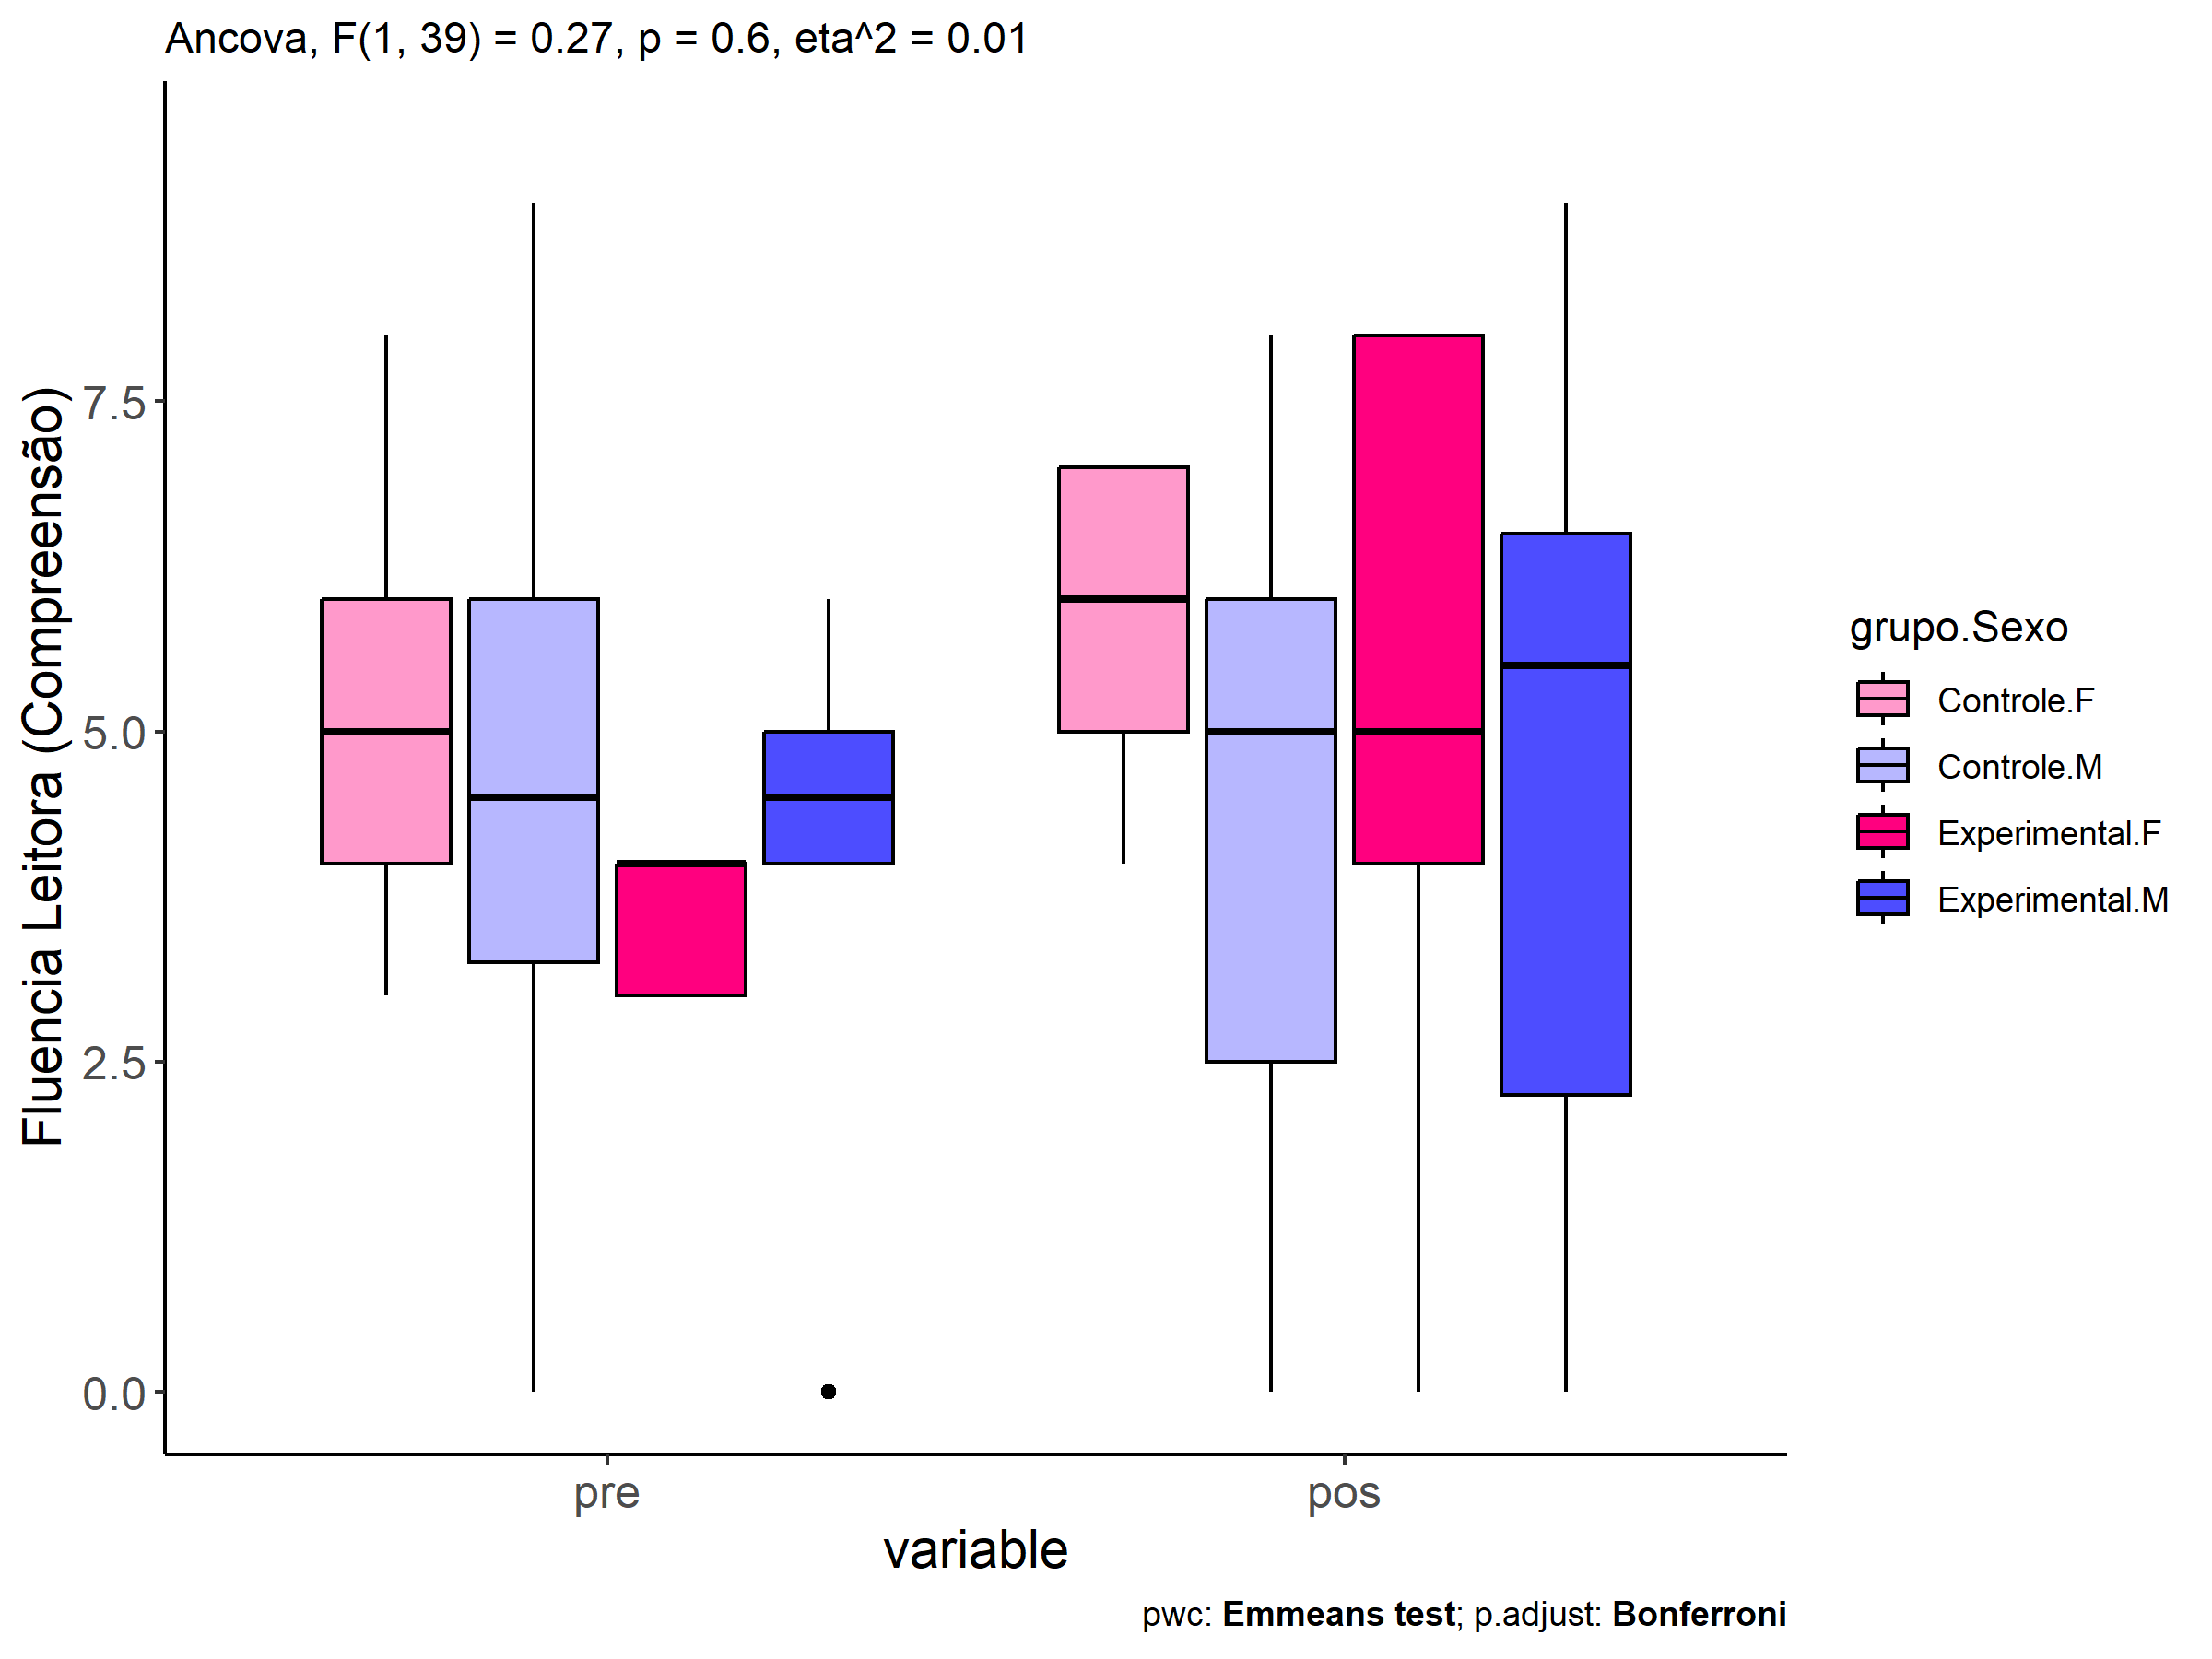 Ancova, F(1, 39) = 0.27, p = 0.6, eta^2 = 0.01
Fluencia Leitora (Compreensão)
7.5
5.0
2.5
0.0
pre
pos
variable
grupo.Sexo
Controle.F
Controle.M
Experimental.F
Experimental.M
pwc: Emmeans test; p.adjust: Bonferroni